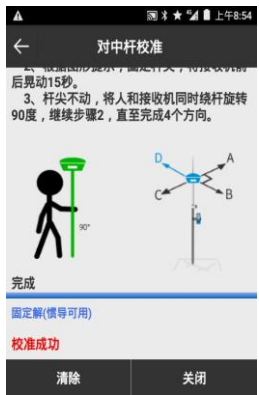 上午8:54
对中杆校准
2、根据图形提示，固定杆尖，将接收机前
后晃动15秒。
3、杆尖不动，将人和接收机同时绕杆旋转
90度，继续步骤2，直至完成4个方向。
D
A
C
B
90°
完成
固定解(惯导可用)
校准成功
清除
关闭